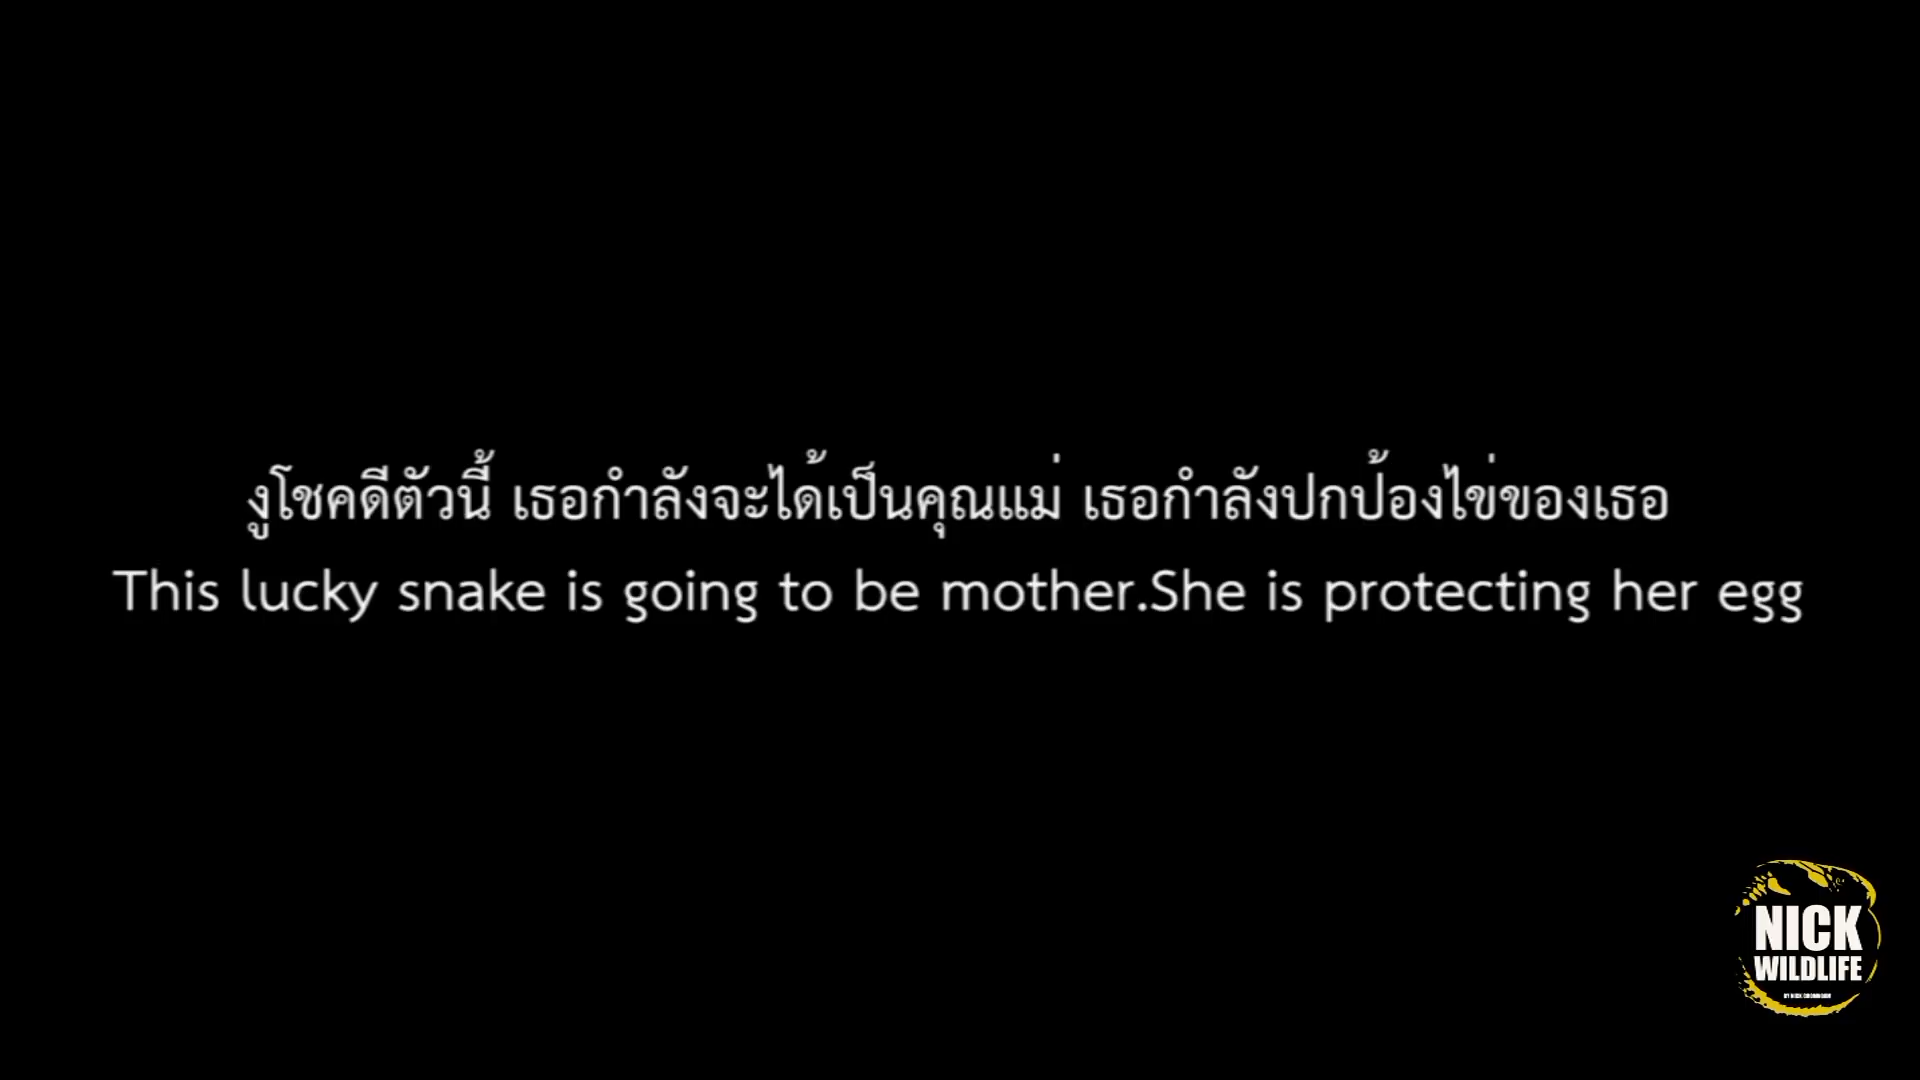 งูโชคดีตัวนี้ เธอกำลังจะได้เป็นคุณแม่ เธอกำลังปกป้องไข่ของเธอ
This lucky snake is going to be mother.She is protecting her egg
NICK
WILDLIFE